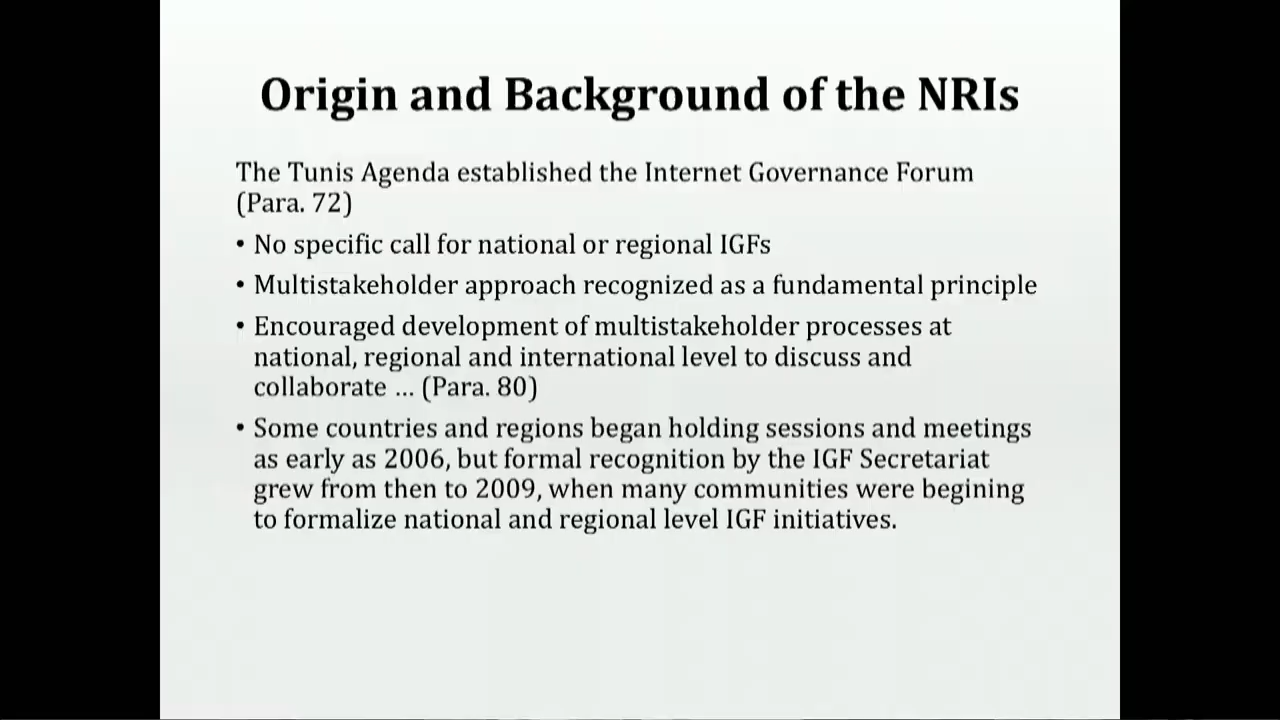 Origin and Background of the NRIs
The Tunis Agenda established the Internet Governance Forum
(Para. 72)
• No specific call for national or regional IGFs
• Multistakeholder approach recognized as a fundamental principle
• Encouraged development of multistakeholder processes at
national, regional and international level to discuss and
collaborate ... (Para. 80)
• Some countries and regions began holding sessions and meetings
as early as 2006, but formal recognition by the IGF Secretariat
grew from then to 2009, when many communities were begining
to formalize national and regional level IGF initiatives.